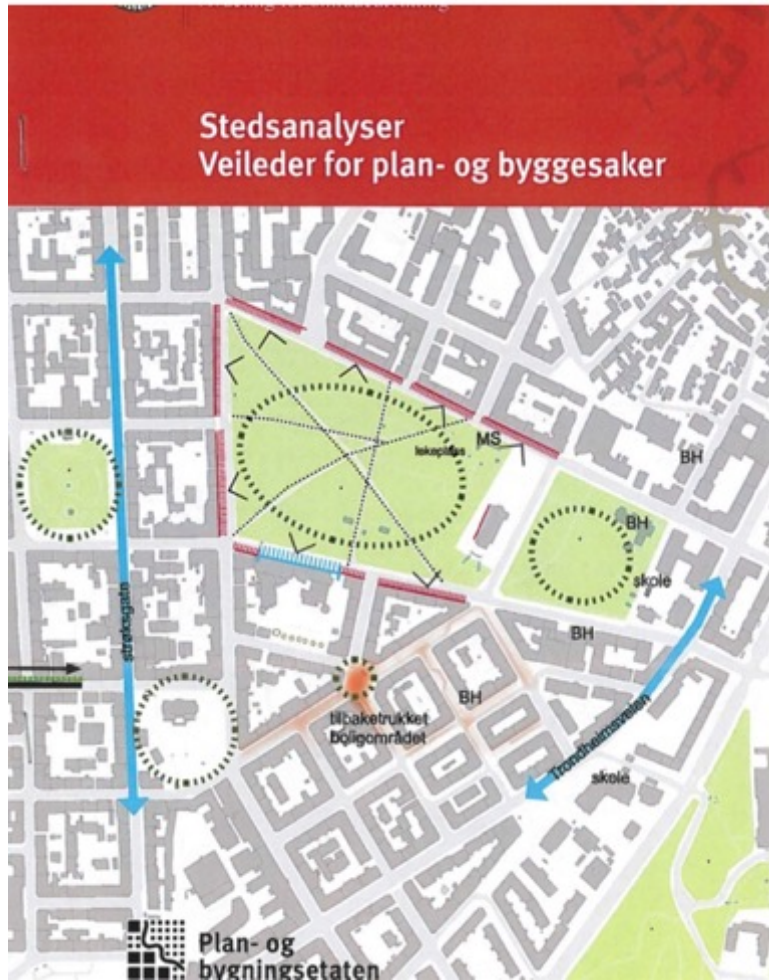 Stedsanalyser
Veileder for plan- og byggesaker
MS
lekeplass
BH
BH
skole
BH
strøksgate
BH
tilbaketrukket
boligområdet
Trondheimsveien
skole
Plan- og
bygningsetaten